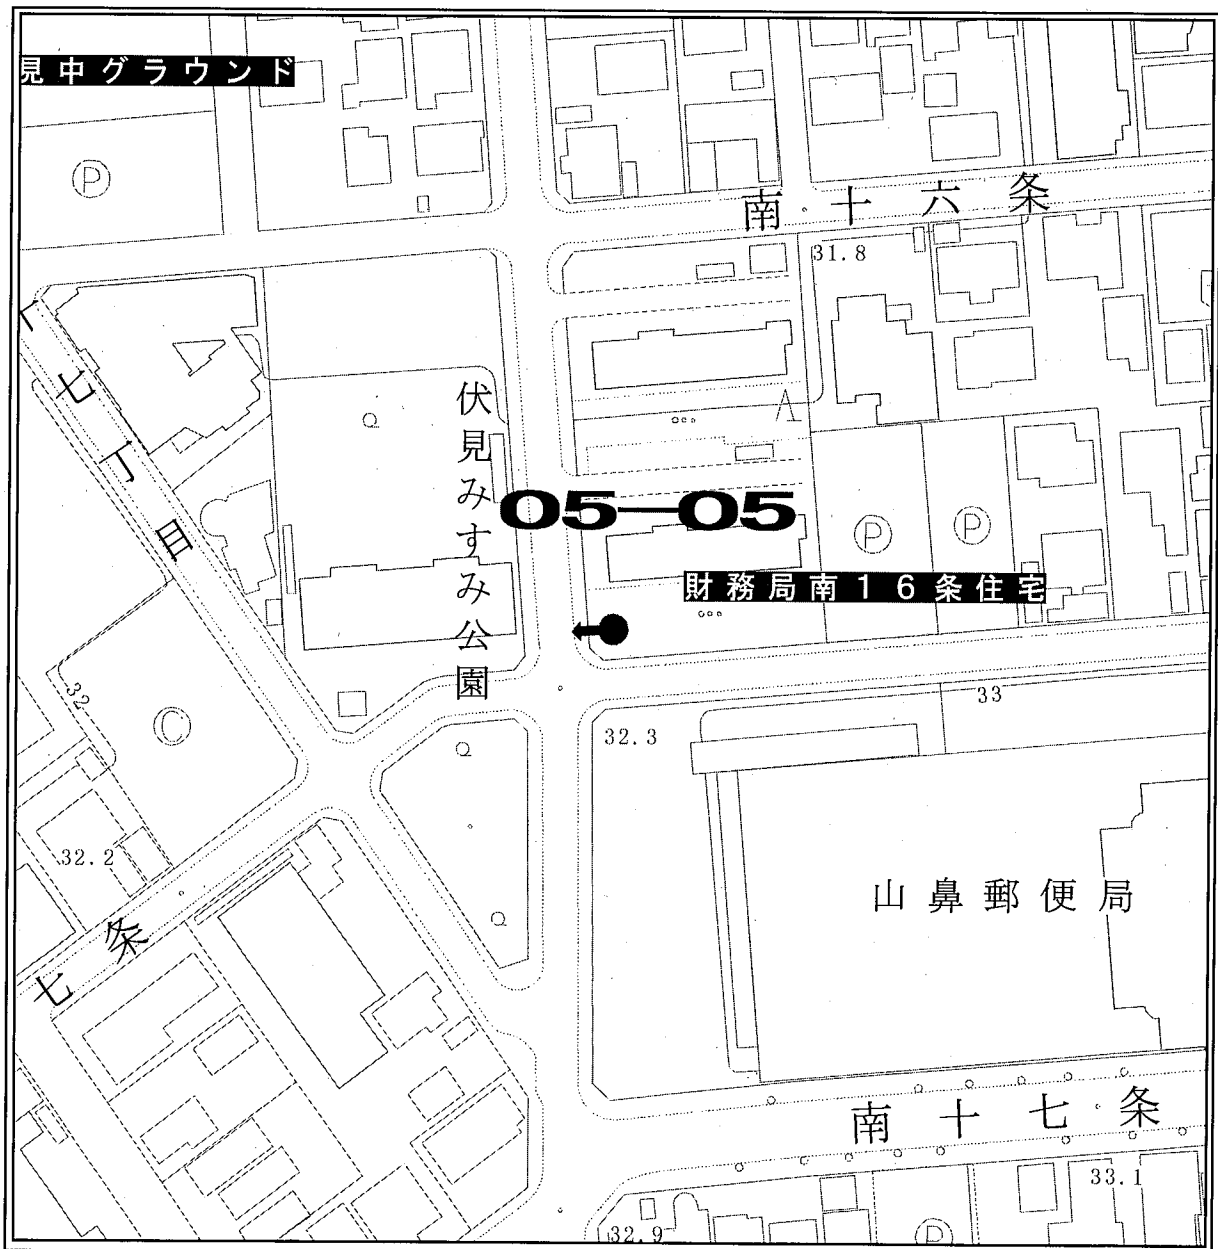 見中グラウンド
P
南十六条
31.8
丁七丁目
伏見みすみ公園
A
05-05
P
P
財務局南16条住宅
32
C
33
32.3
32.2
山鼻郵便局
七条
南十七条
33.1
32.9
P